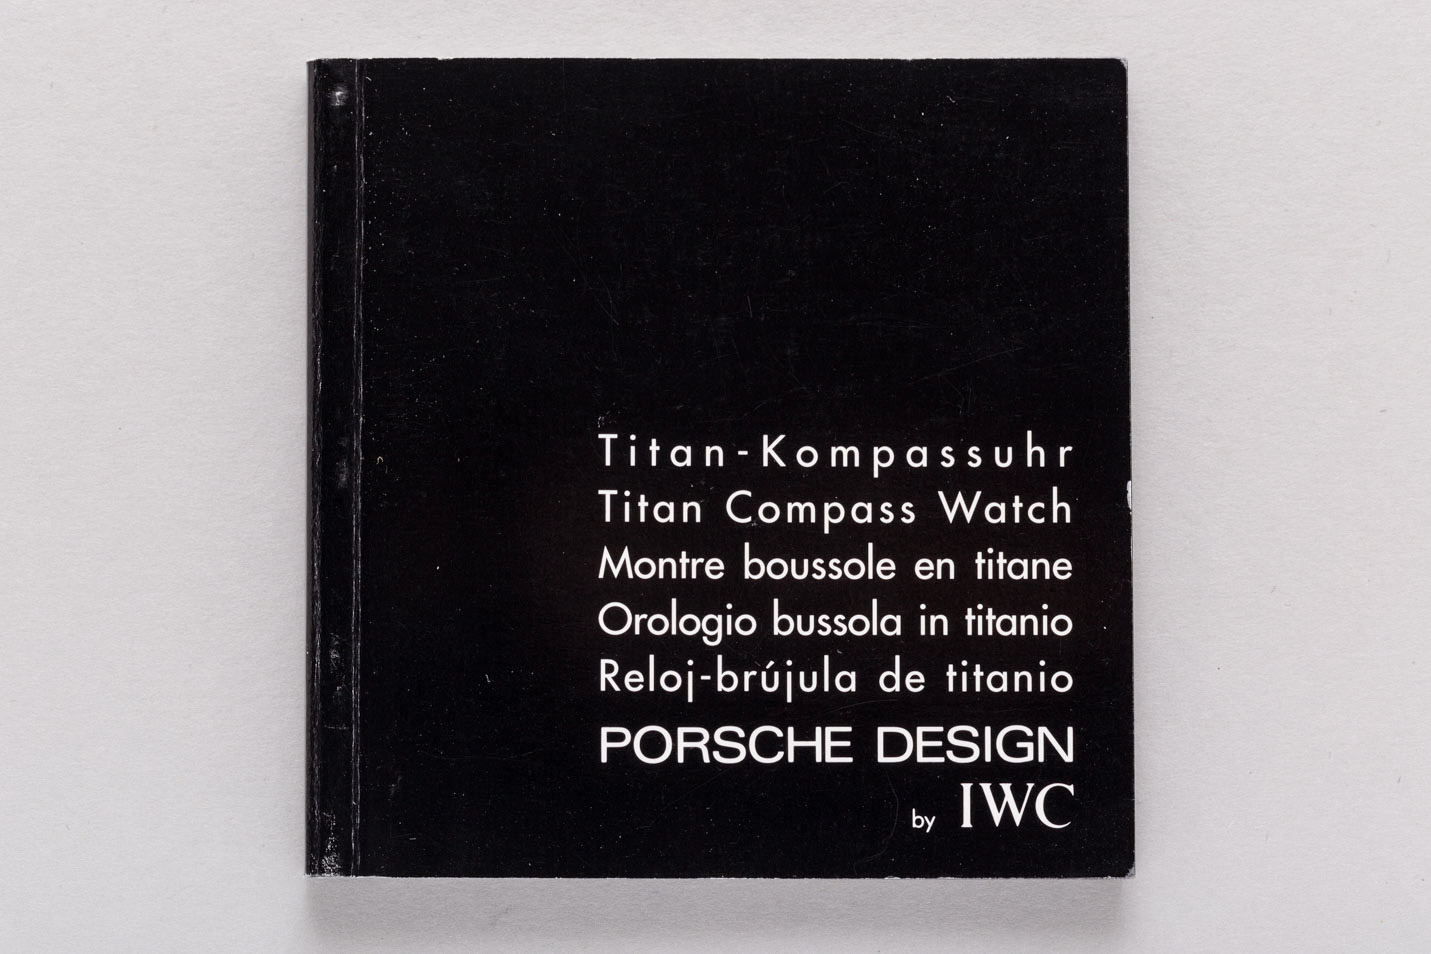 Titan-Kompassuhr
Titan Compass Watch
Montre boussole en titane
Orologio bussola in titanio
Reloj-brújula de titanio
PORSCHE DESIGN
by IWC